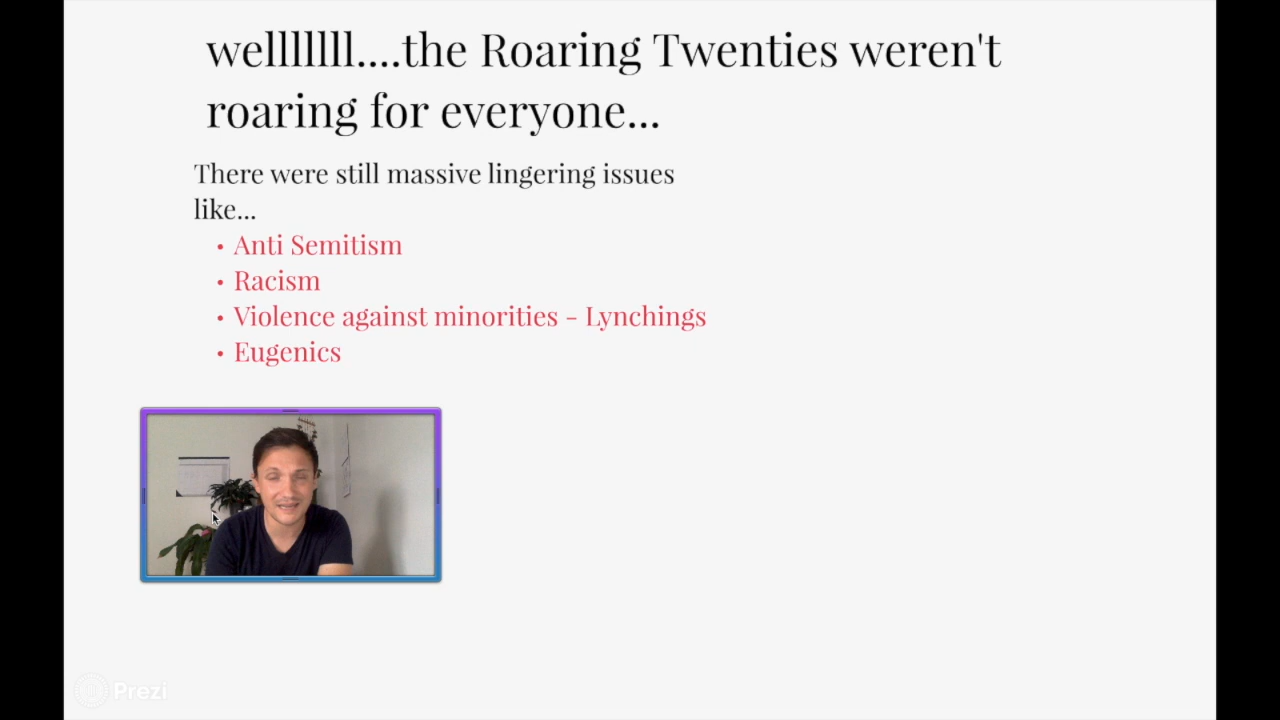 welllllll....the Roaring Twenties weren't
roaring for everyone...
There were still massive lingering issues
like...
• Anti Semitism
• Racism
• Violence against minorities - Lynchings
• Eugenics
Prezi